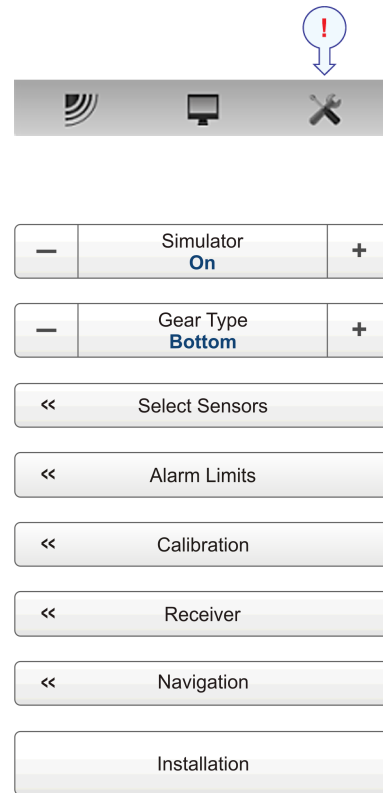 !
— Simulator +
On
— Gear Type +
Bottom
« Select Sensors
« Alarm Limits
« Calibration
« Receiver
« Navigation
Installation